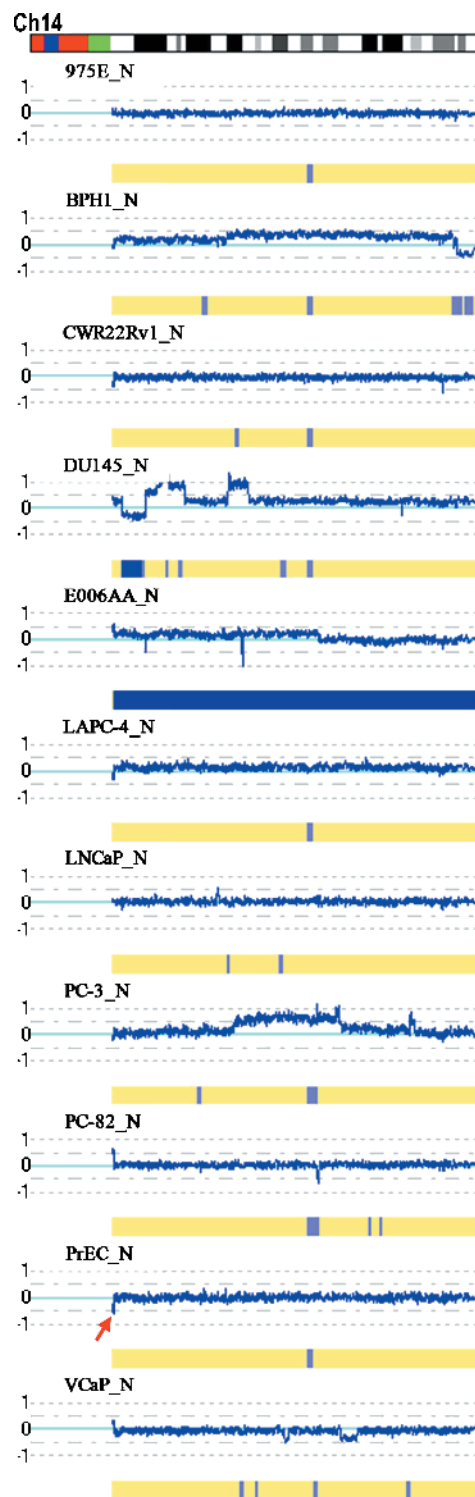 Ch14
975E_N
1
0
-1
BPH1_N
1
0
-1
CWR22Rv1_N
1
0
-1
DU145_N
1
0
-1
E006AA_N
1
0
-1
LAPC-4_N
1
0
-1
LNCaP_N
1
0
-1
PC-3_N
1
0
-1
PC-82_N
1
0
-1
PrEC_N
1
0
-1
VCaP_N
1
0
-1